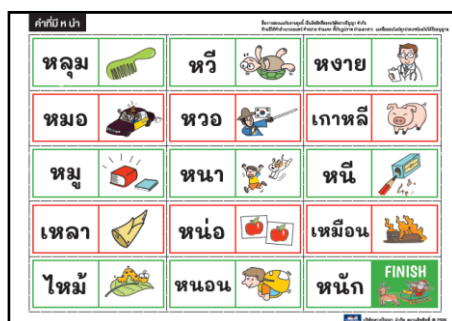 คำที่มี ห นำ
หลุม
หวี
หงาย
หมอ
หวอ
เกาหลี
หมู
หนา
หนี
เหลา
หน่อ
เหมือน
ไหม้
หนอน
หนัก
FINISH